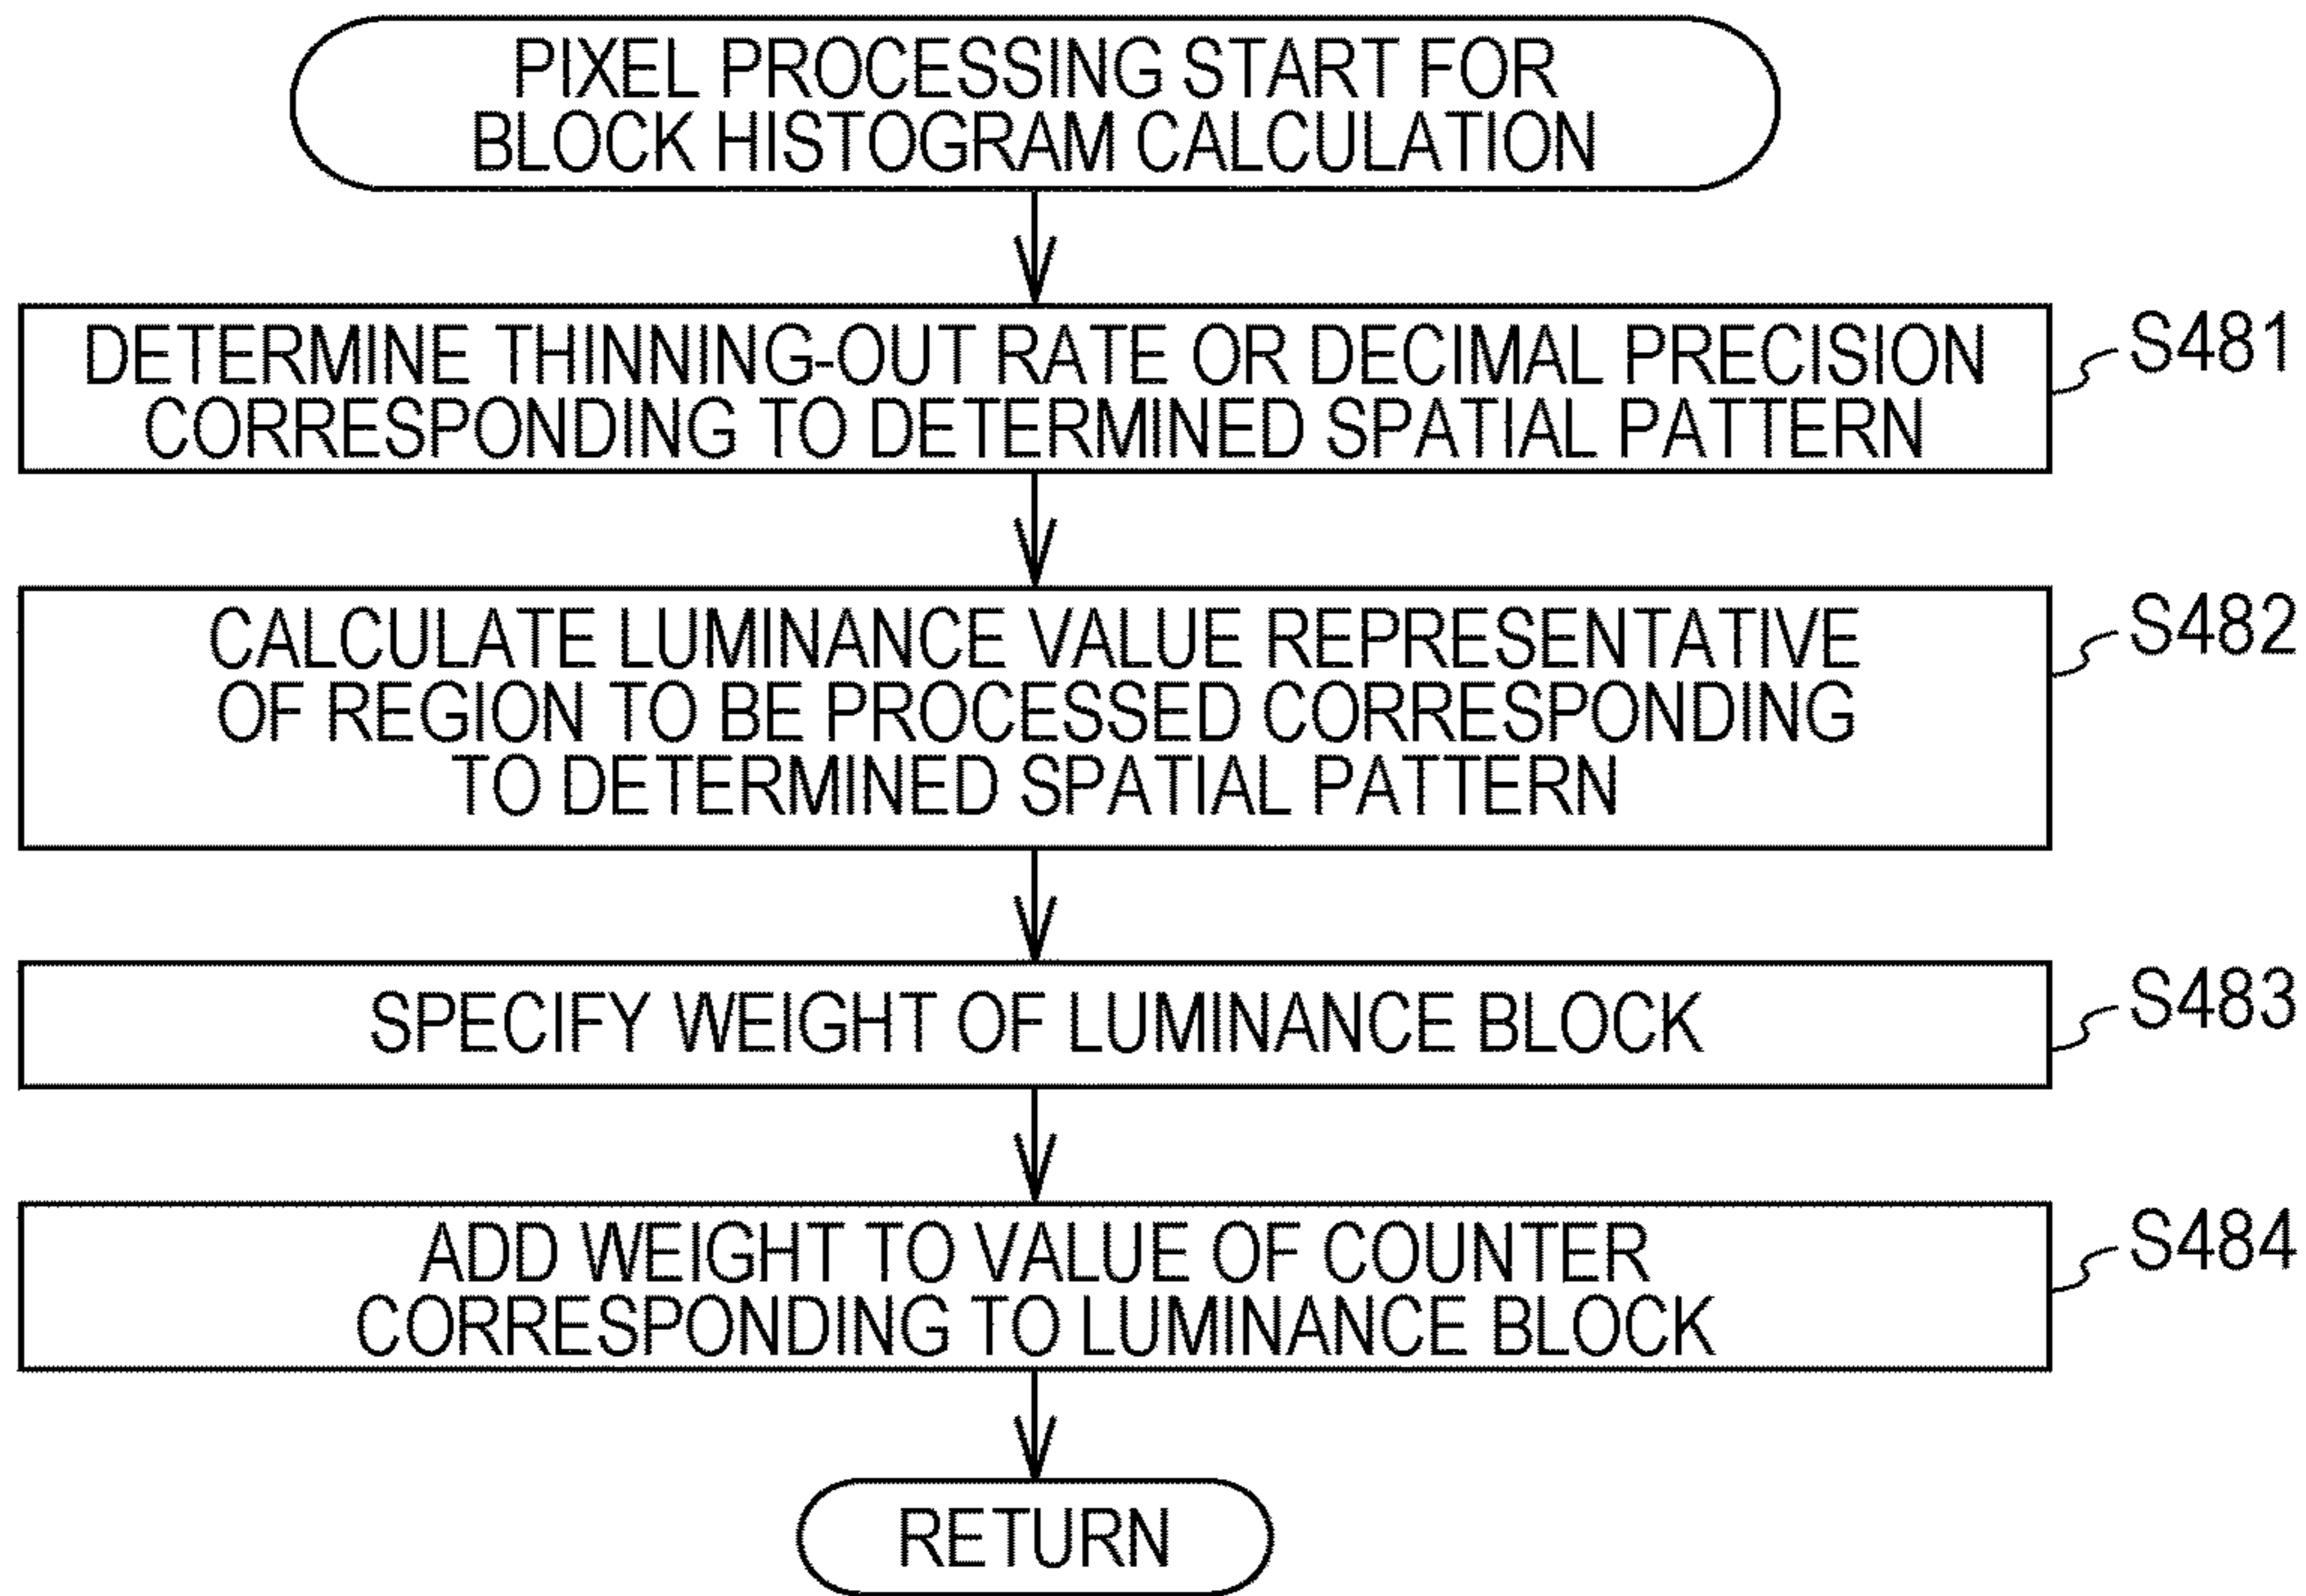 PIXEL PROCESSING START FOR
BLOCK HISTOGRAM CALCULATION
DETERMINE THINNING-OUT RATE OR DECIMAL PRECISION
CORRESPONDING TO DETERMINED SPATIAL PATTERN
S481
CALCULATE LUMINANCE VALUE REPRESENTATIVE
OF REGION TO BE PROCESSED CORRESPONDING
TO DETERMINED SPATIAL PATTERN
S482
SPECIFY WEIGHT OF LUMINANCE BLOCK
S483
ADD WEIGHT TO VALUE OF COUNTER
CORRESPONDING TO LUMINANCE BLOCK
S484
RETURN